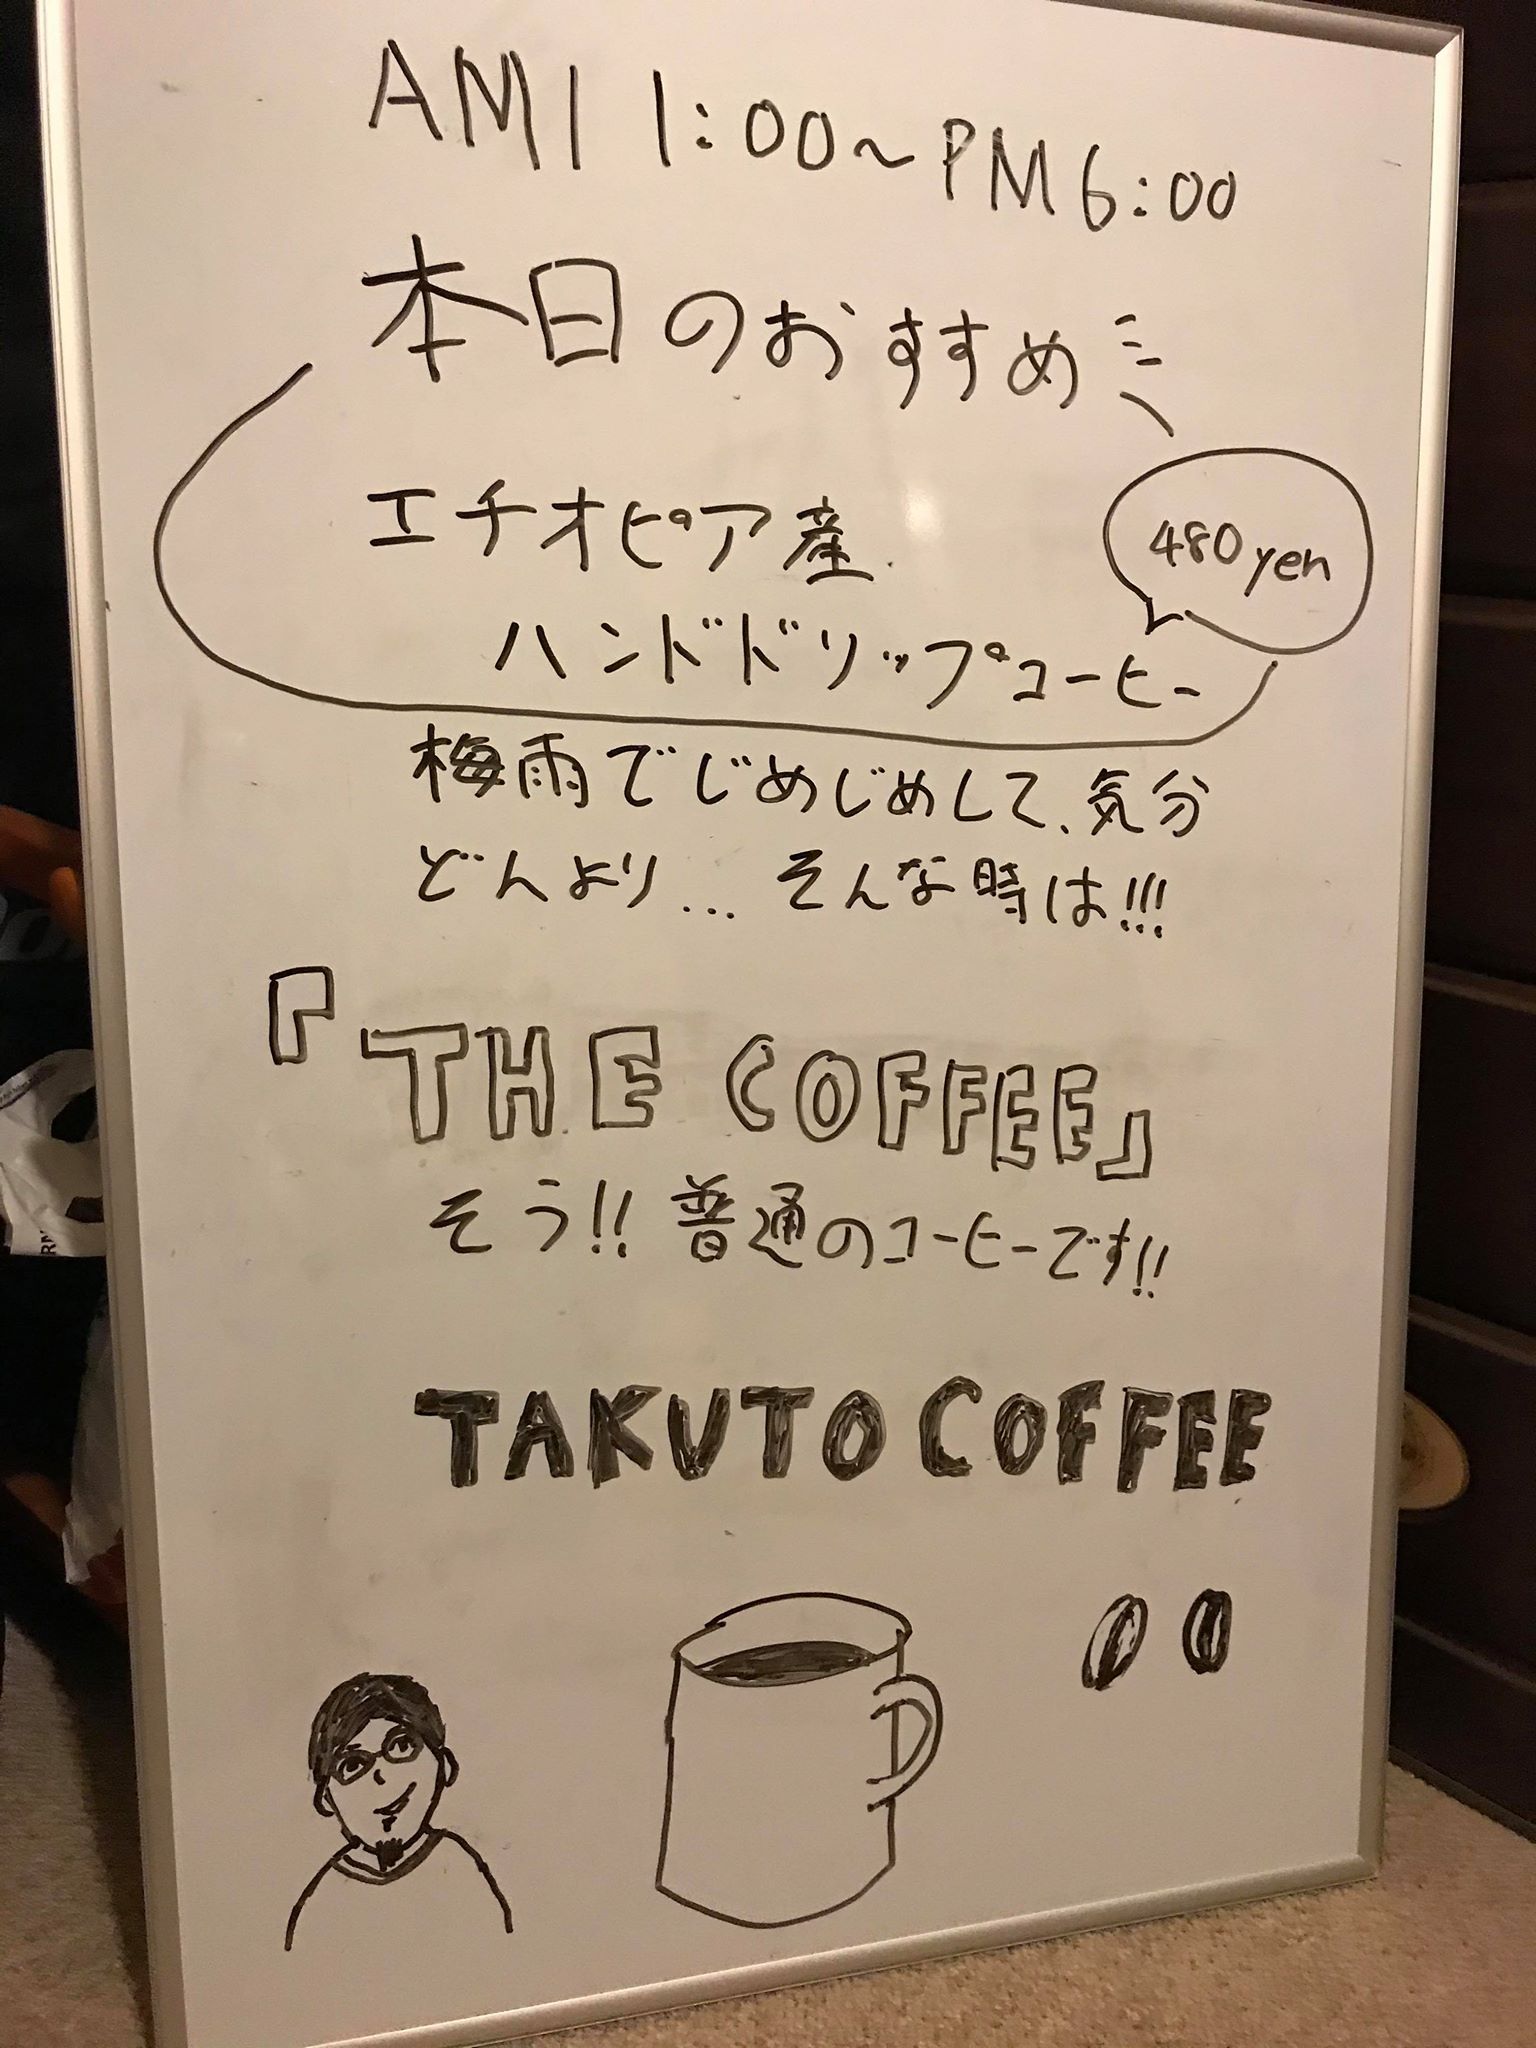 AM11:00~PM6:00
本日のおすすめ
エチオピア産
480yen
ハンドドリップコーヒー
梅雨でじめじめして、気分
どんより... そんな時は!!!
『THE COFFEE』
そう!! 普通のコーヒーです!!
TAKUTO COFFEE